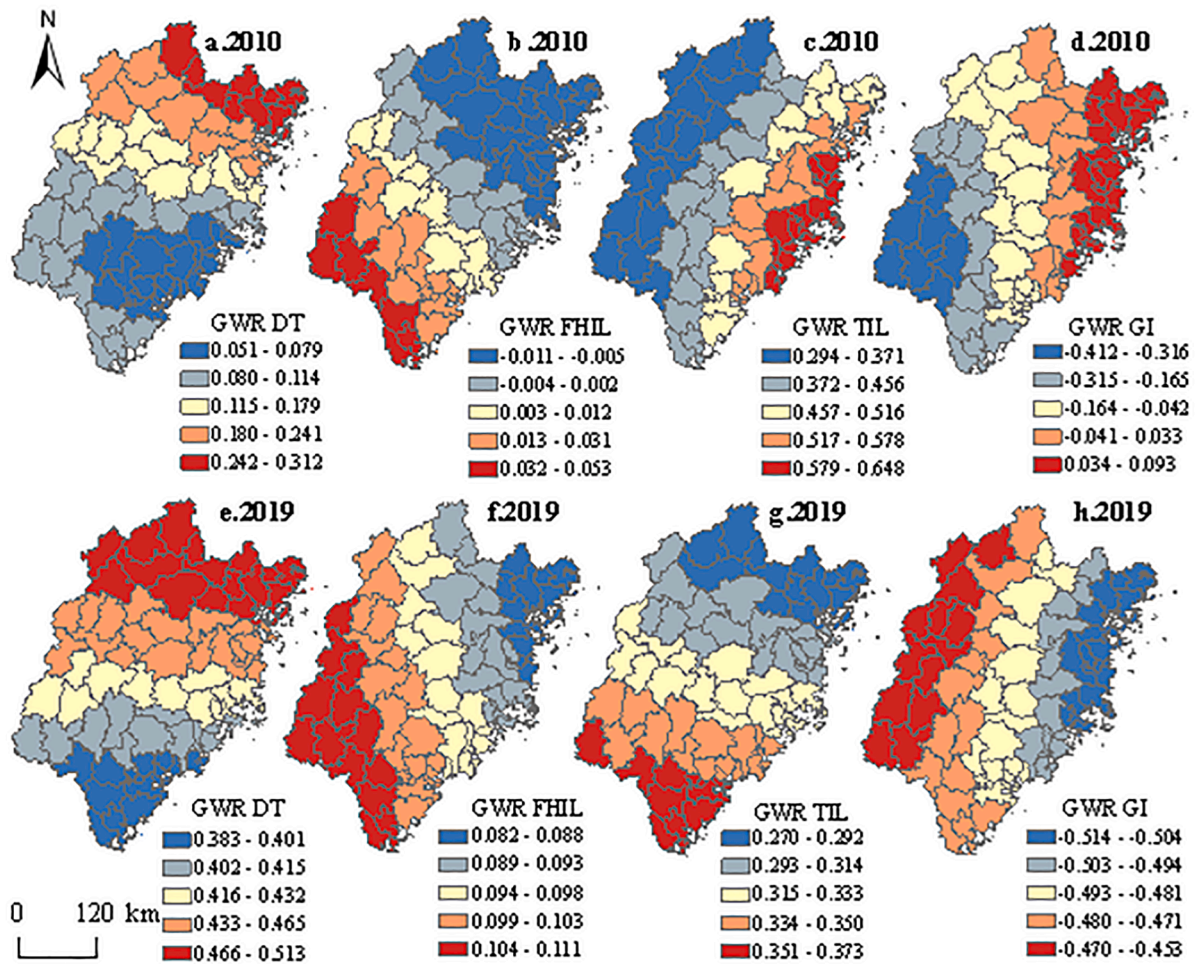 N
a.2010
b .2010
c.2010
d.2010
GWR DT
0.051 - 0.079
0.080 - 0.114
0.115 - 0.179
0.180 - 0.241
0.242 - 0.312
GWR FHIL
-0.011 - -0.005
-0.004 - 0.002
0.003 - 0.012
0.013 - 0.031
0.032 - 0.053
GWR TIL
0.294 - 0.371
0.372 - 0.456
0.457 - 0.516
0.517 - 0.578
0.579 - 0.648
GWR GI
-0.412 - -0.316
-0.315 - -0.165
-0.164 - -0.042
-0.041 - 0.033
0.034 - 0.093
e.2019
f.2019
g.2019
h.2019
GWR DT
0.383 - 0.401
0.402 - 0.415
0.416 - 0.432
0.433 - 0.465
0.466 - 0.513
GWR FHIL
0.082 - 0.088
0.089 - 0.093
0.094 - 0.098
0.099 - 0.103
0.104 - 0.111
GWR TIL
0.270 - 0.292
0.293 - 0.314
0.315 - 0.333
0.334 - 0.350
0.351 - 0.373
GWR GI
-0.514 - -0.504
-0.503 - -0.494
-0.493 - -0.481
-0.480 - -0.471
-0.470 - -0.453
0 120 km